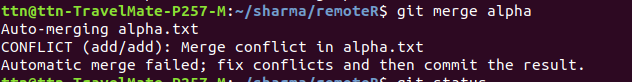 ttn@ttn-TravelMate-P257-M:~/sharma/remoteR$ git merge alpha
Auto-merging alpha.txt
CONFLICT (add/add): Merge conflict in alpha.txt
Automatic merge failed; fix conflicts and then commit the result.
ttn@ttn-TravelMate-P257-M:~/sharma/remoteR$ git status